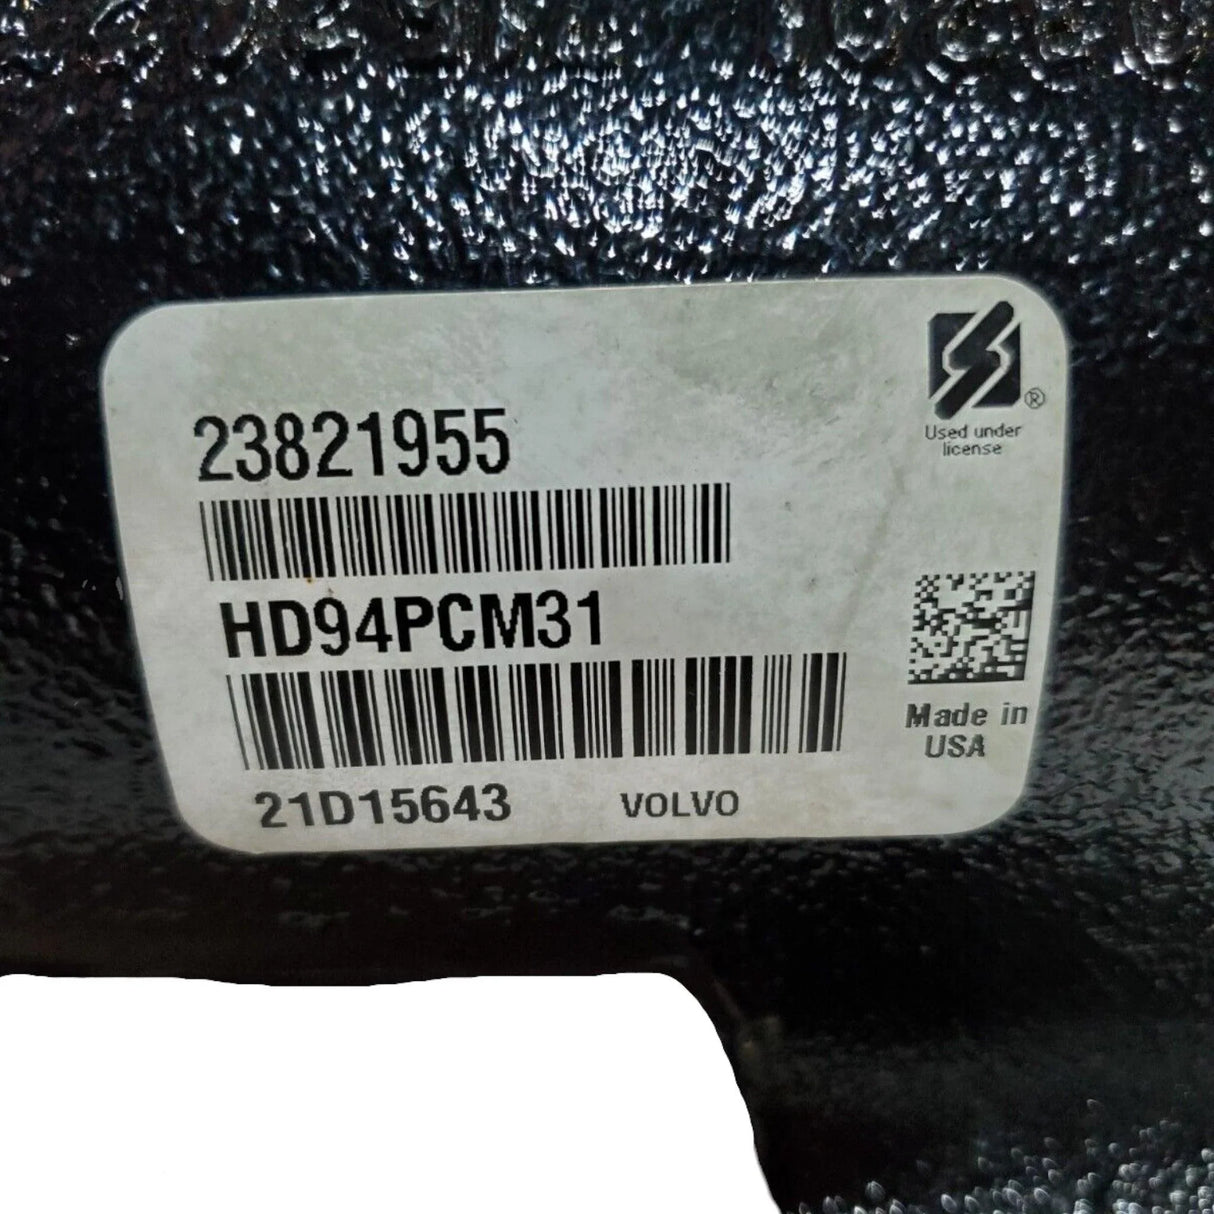 23821955
®
Used under
license
HD94PCM31
Made in
USA
21D15643 VOLVO